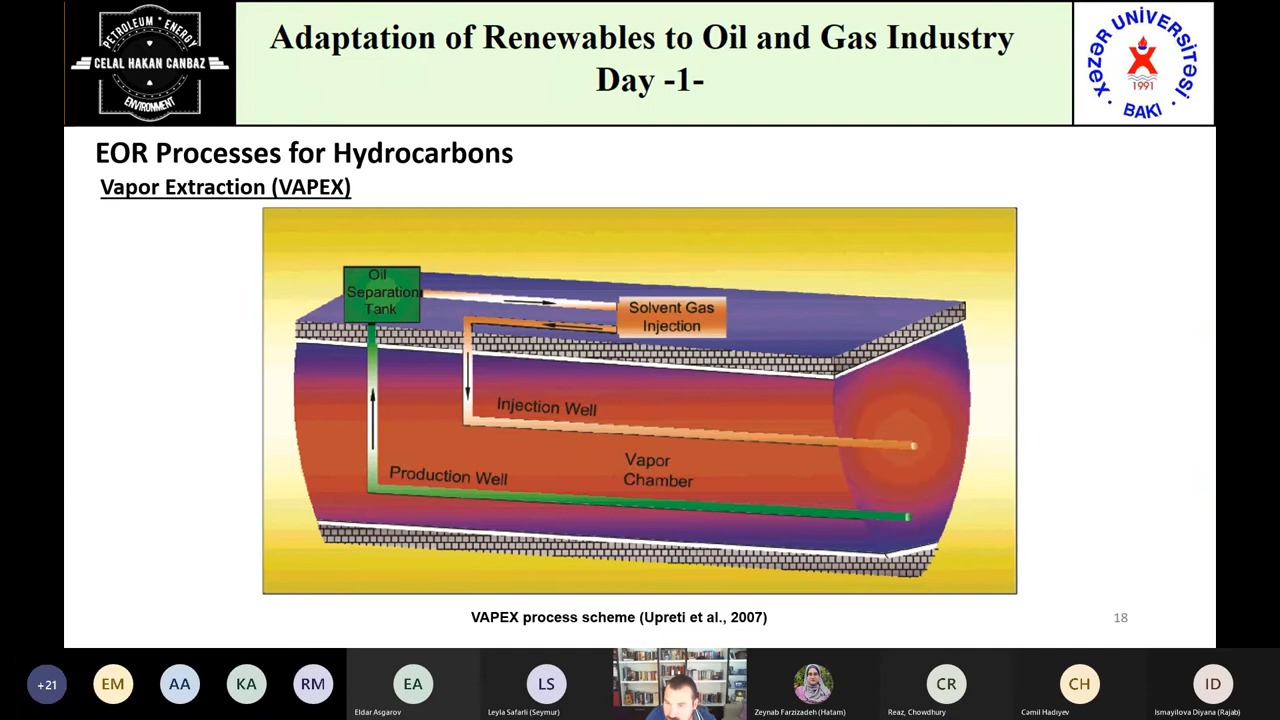 PETROLEUM * ENERGY
CELAL HAKAN CANBAZ
ENVIRONMENT
Adaptation of Renewables to Oil and Gas Industry
Day -1-
XƏZƏR UNİVERSİTƏSİ
1991
· BAKI ·
EOR Processes for Hydrocarbons
Vapor Extraction (VAPEX)
Oil
Separation
Tank
Solvent Gas
Injection
Injection Well
Vapor
Chamber
Production Well
VAPEX process scheme (Upreti et al., 2007)
18
+21
EM
AA
KA
RM
EA
LS
CR
CH
ID
Eldar Asgarov
Leyla Safarli (Seymur)
Zeynab Farzizadeh (Hatam)
Reaz, Chowdhury
Cəmil Hadıyev
Ismayilova Diyana (Rajab)